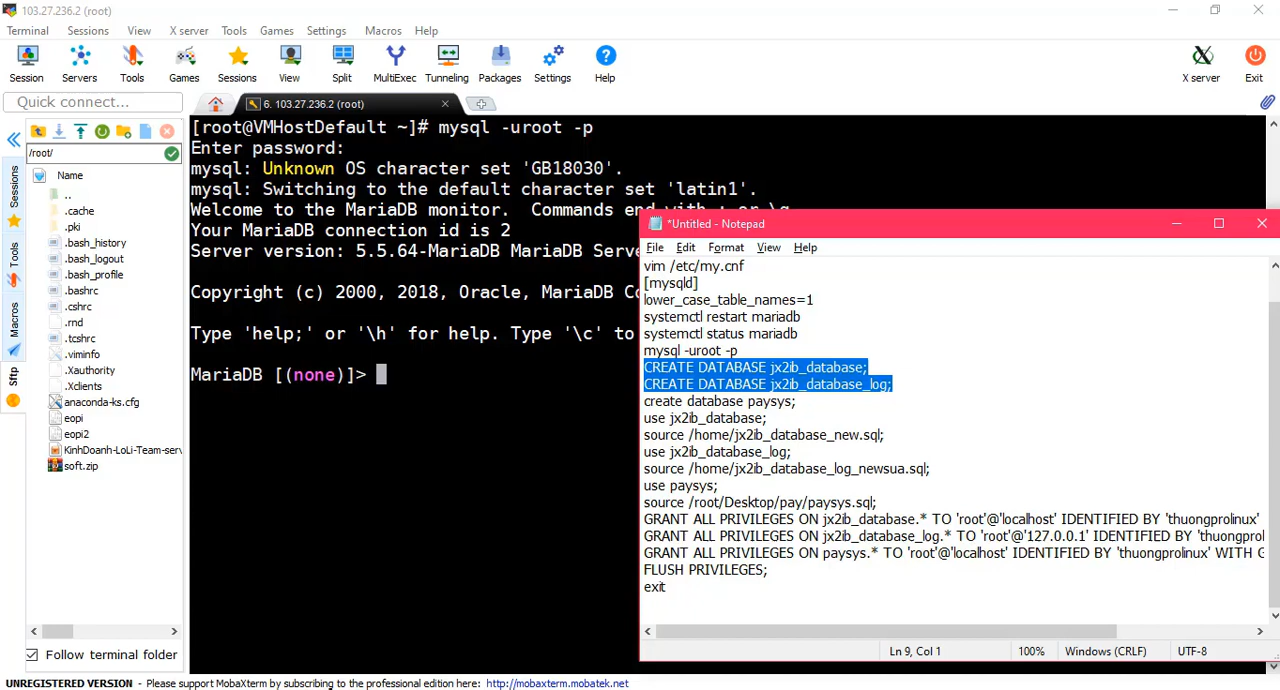 103.27.236.2 (root)
Terminal Sessions View X server Tools Games Settings Macros Help
Session Servers Tools Games Sessions View Split MultiExec Tunneling Packages Settings Help X server Exit
Quick connect...
6. 103.27.236.2 (root)
/root/
Name
..
.cache
.pki
.bash_history
.bash_logout
.bash_profile
.bashrc
.cshrc
.rnd
.tcshrc
.viminfo
.Xauthority
.Xclients
anaconda-ks.cfg
eopi
eopi2
KinhDoanh-LoLi-Team-serv
soft.zip
Sessions
Tools
Macros
Sftp
Follow terminal folder
[root@VMHostDefault ~]# mysql -uroot -p
Enter password:
mysql: Unknown OS character set 'GB18030'.
mysql: Switching to the default character set 'latin1'.
Welcome to the MariaDB monitor.  Commands end with ; or \g.
Your MariaDB connection id is 2
Server version: 5.5.64-MariaDB MariaDB Serve
Copyright (c) 2000, 2018, Oracle, MariaDB Co
Type 'help;' or '\h' for help. Type '\c' to
MariaDB [(none)]>
*Untitled - Notepad
File Edit Format View Help
vim /etc/my.cnf
[mysqld]
lower_case_table_names=1
systemctl restart mariadb
systemctl status mariadb
mysql -uroot -p
CREATE DATABASE jx2ib_database;
CREATE DATABASE jx2ib_database_log;
create database paysys;
use jx2ib_database;
source /home/jx2ib_database_new.sql;
use jx2ib_database_log;
source /home/jx2ib_database_log_newsua.sql;
use paysys;
source /root/Desktop/pay/paysys.sql;
GRANT ALL PRIVILEGES ON jx2ib_database.* TO 'root'@'localhost' IDENTIFIED BY 'thuongprolinux'
GRANT ALL PRIVILEGES ON jx2ib_database_log.* TO 'root'@'127.0.0.1' IDENTIFIED BY 'thuongprol
GRANT ALL PRIVILEGES ON paysys.* TO 'root'@'localhost' IDENTIFIED BY 'thuongprolinux' WITH G
FLUSH PRIVILEGES;
exit
Ln 9, Col 1 100% Windows (CRLF) UTF-8
UNREGISTERED VERSION - Please support MobaXterm by subscribing to the professional edition here: http://mobaxterm.mobatek.net